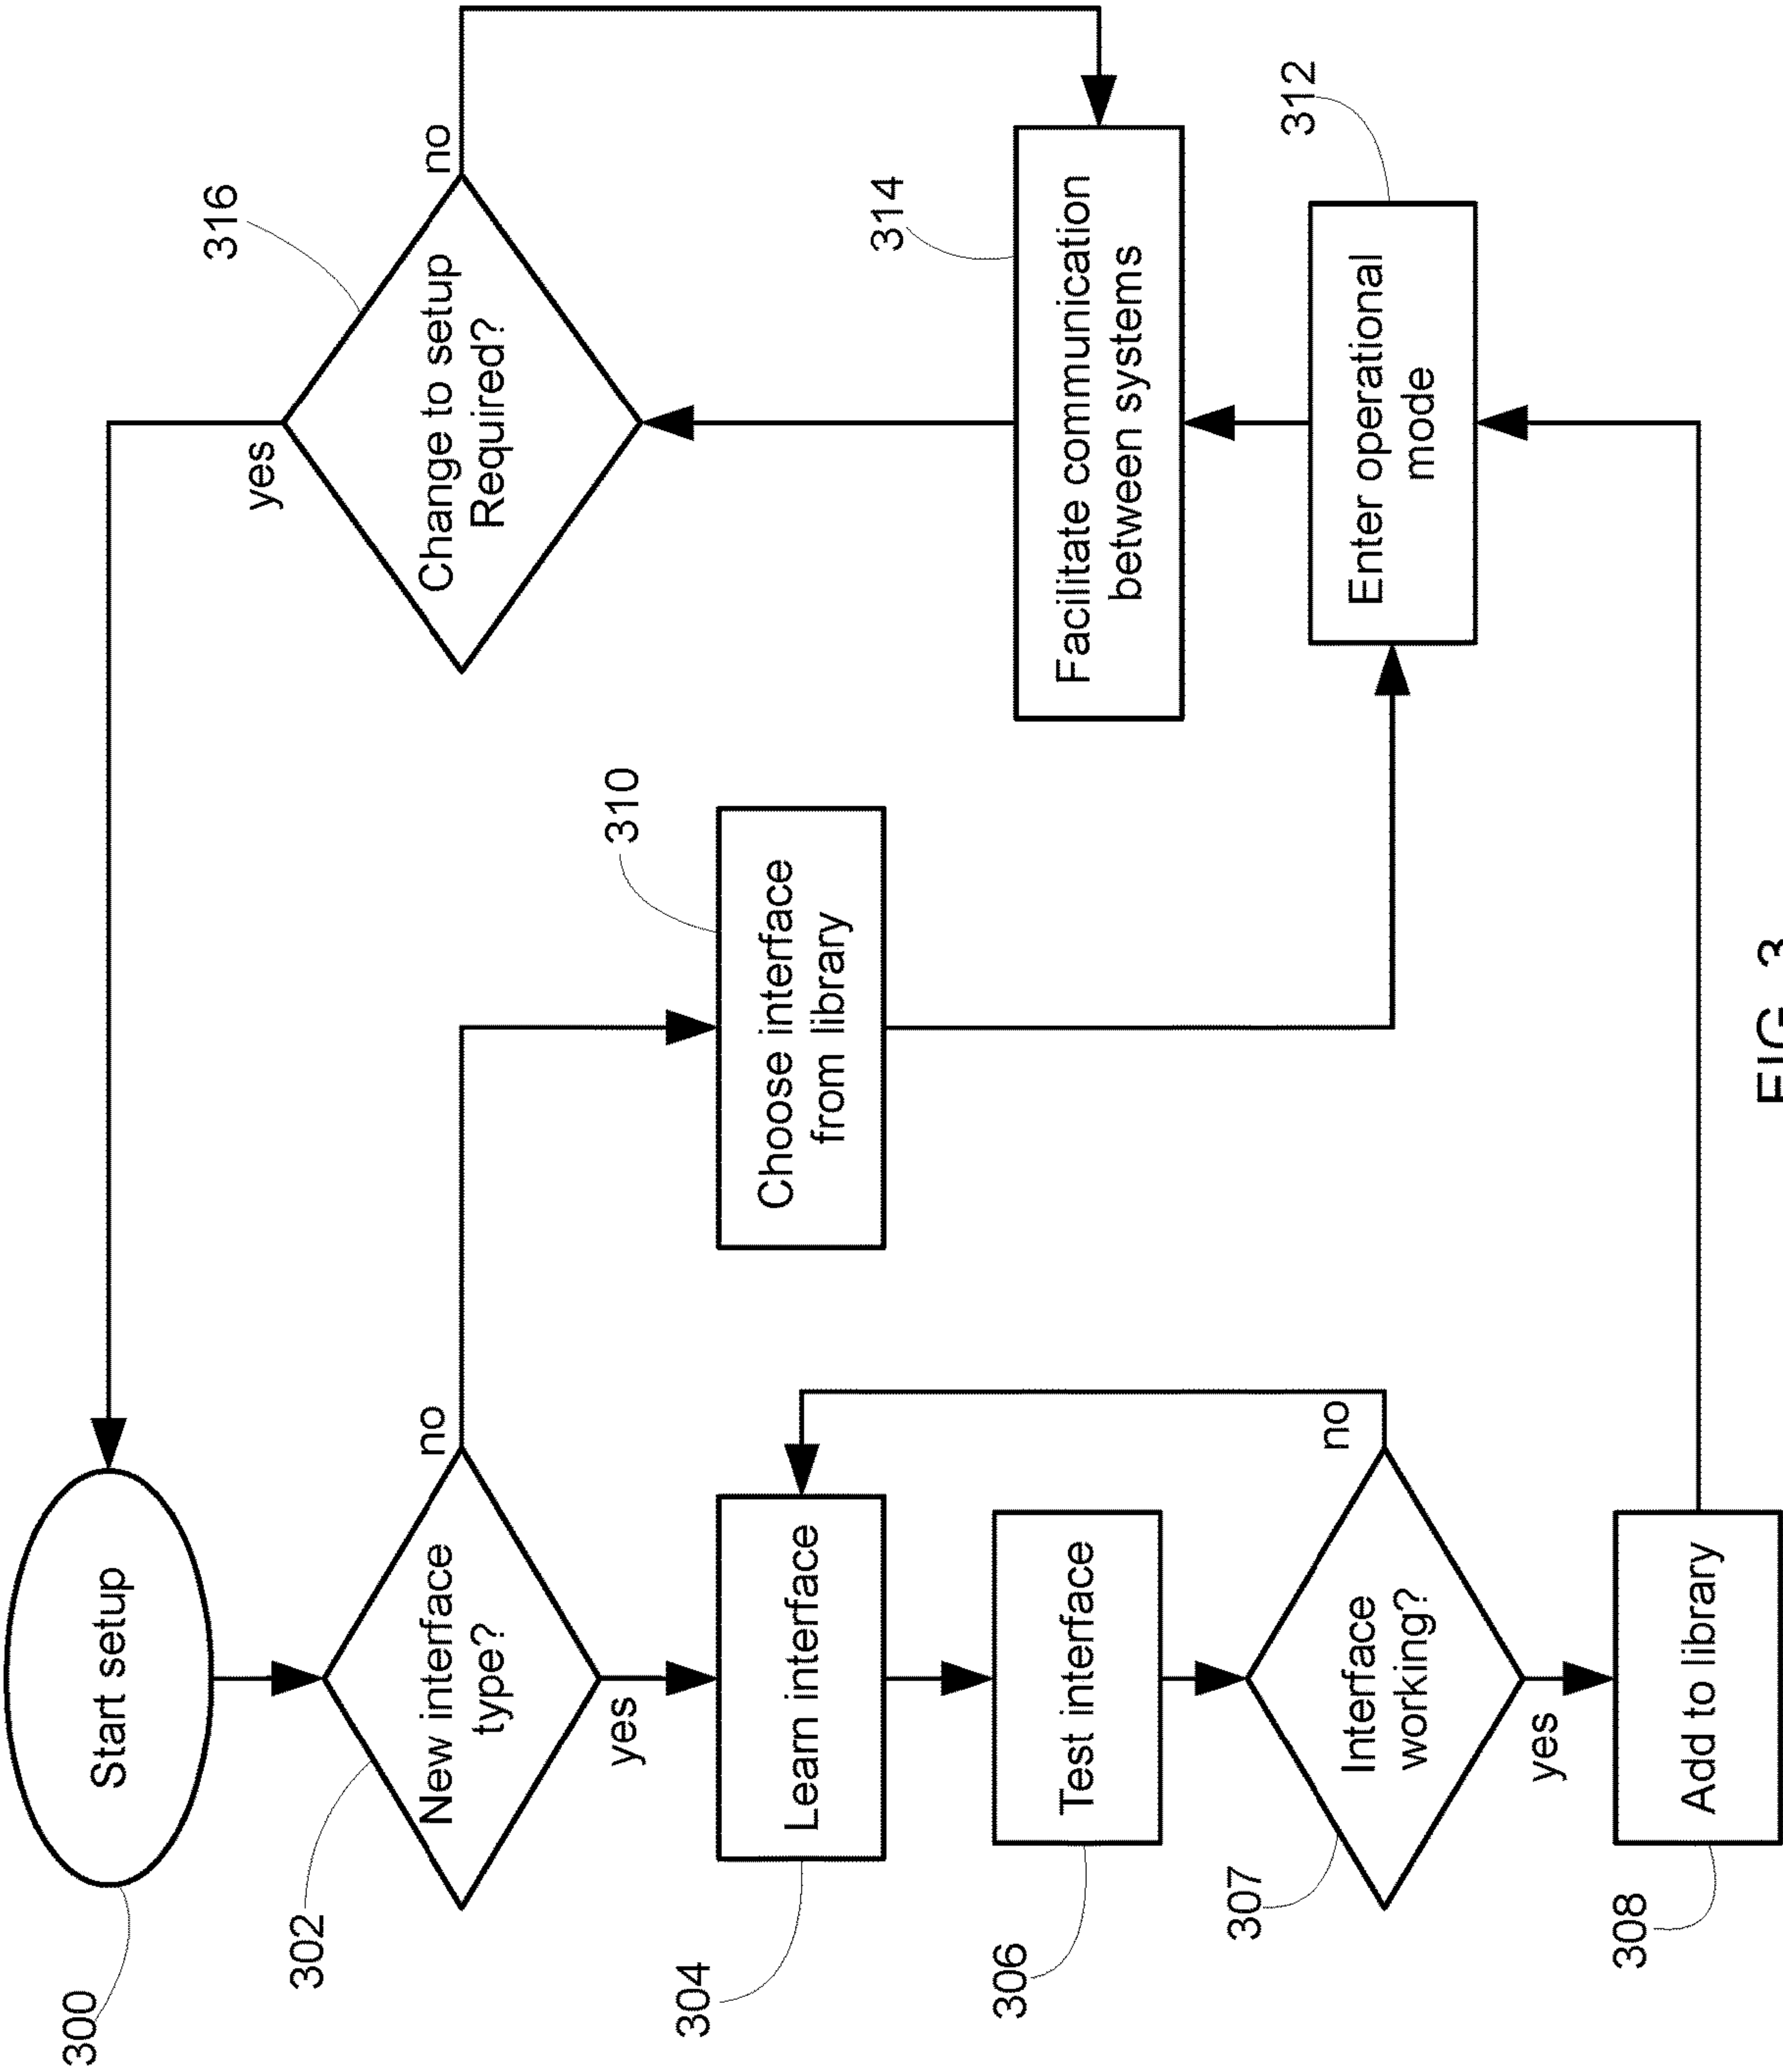 300
Start setup
302
New interface
type?
no
yes
304
Learn interface
306
Test interface
307
Interface
working?
no
yes
308
Add to library
310
Choose interface
from library
316
Change to setup
Required?
yes
no
314
Facilitate communication
between systems
312
Enter operational
mode
FIG. 3